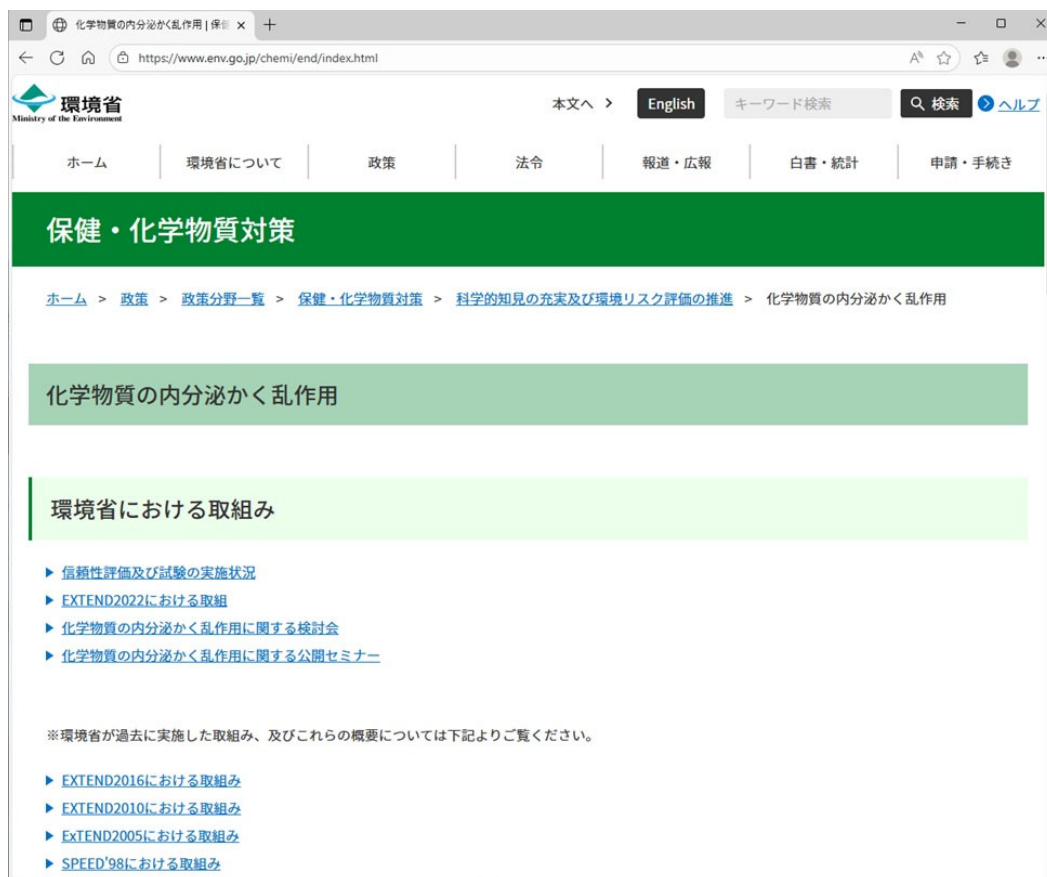 化学物質の内分泌かく乱作用 | 保健
https://www.env.go.jp/chemi/end/index.html
環境省
Ministry of the Environment
本文へ
English
キーワード検索
検索
ヘルプ
ホーム
環境省について
政策
法令
報道・広報
白書・統計
申請・手続き
保健・化学物質対策
ホーム > 政策 > 政策分野一覧 > 保健・化学物質対策 > 科学的知見の充実及び環境リスク評価の推進 > 化学物質の内分泌かく乱作用
化学物質の内分泌かく乱作用
環境省における取組み
信頼性評価及び試験の実施状況
EXTEND2022における取組
化学物質の内分泌かく乱作用に関する検討会
化学物質の内分泌かく乱作用に関する公開セミナー
※環境省が過去に実施した取組み、及びこれらの概要については下記よりご覧ください。
EXTEND2016における取組み
EXTEND2010における取組み
ExTEND2005における取組み
SPEED'98における取組み